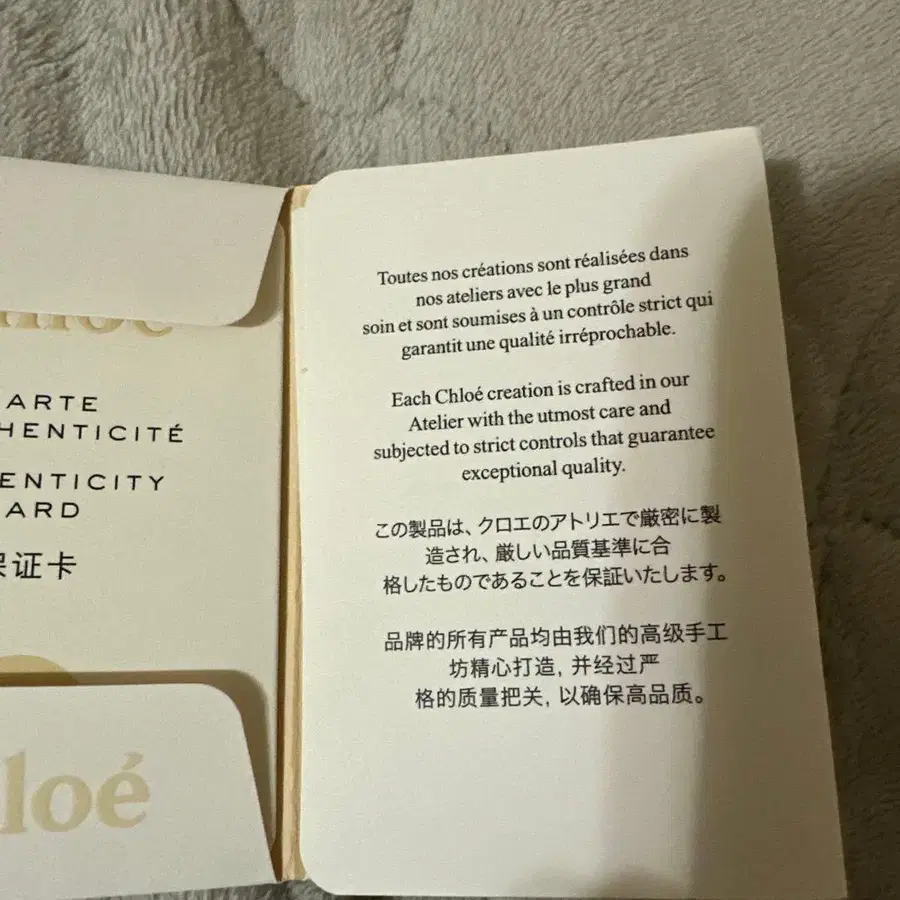 hloé
ARTE
HENTICITÉ
ENTICITY
ARD
保证卡
loé
Toutes nos créations sont réalisées dans
nos ateliers avec le plus grand
soin et sont soumises à un contrôle strict qui
garantit une qualité irréprochable.
Each Chloé creation is crafted in our
Atelier with the utmost care and
subjected to strict controls that guarantee
exceptional quality.
この製品は、クロエのアトリエで厳密に製
造され、厳しい品質基準に合
格したものであることを保証いたします。
品牌的所有产品均由我们的高级手工
坊精心打造, 并经过严
格的质量把关, 以确保高品质。